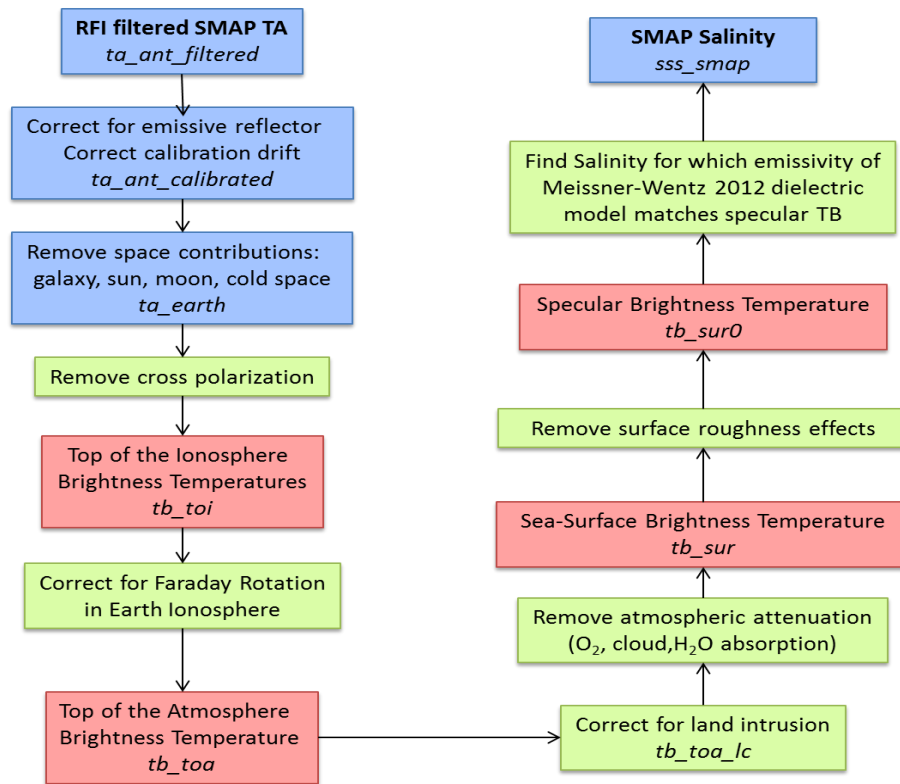 RFI filtered SMAP TA
ta_ant_filtered
Correct for emissive reflector
Correct calibration drift
ta_ant_calibrated
Remove space contributions:
galaxy, sun, moon, cold space
ta_earth
Remove cross polarization
Top of the Ionosphere
Brightness Temperatures
tb_toi
Correct for Faraday Rotation
in Earth Ionosphere
Top of the Atmosphere
Brightness Temperature
tb_toa
Correct for land intrusion
tb_toa_lc
Remove atmospheric attenuation
(O₂, cloud,H₂O absorption)
Sea-Surface Brightness Temperature
tb_sur
Remove surface roughness effects
Specular Brightness Temperature
tb_sur0
Find Salinity for which emissivity of
Meissner-Wentz 2012 dielectric
model matches specular TB
SMAP Salinity
sss_smap